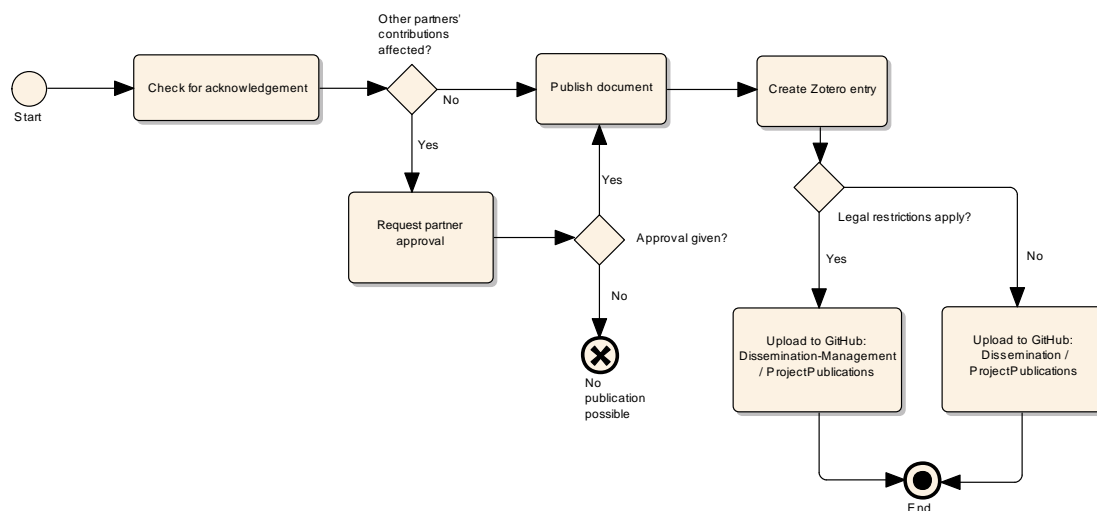 Other partners'
contributions
affected?
Start
Check for acknowledgement
No
Publish document
Create Zotero entry
Yes
Request partner
approval
Yes
Approval given?
No
No
publication
possible
Legal restrictions apply?
Yes
No
Upload to GitHub:
Dissemination-Management
/ ProjectPublications
Upload to GitHub:
Dissemination /
ProjectPublications
End